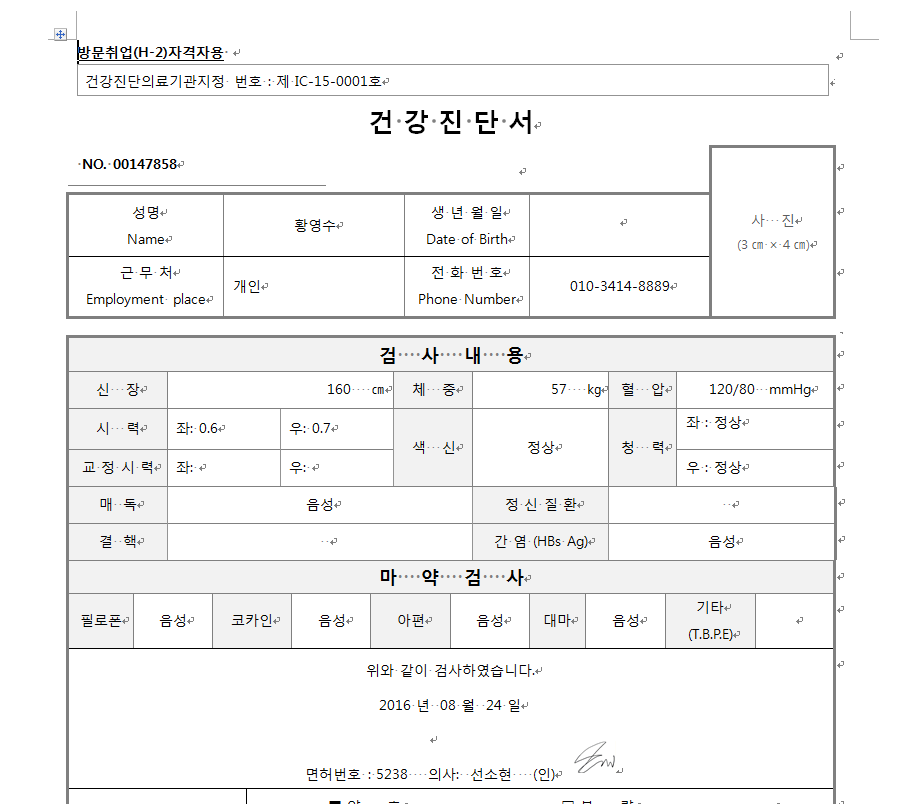 방문취업(H-2)자격자용
건강진단의료기관지정 번호 : 제 IC-15-0001호
건 강 진 단 서
NO. 00147858
사 진
(3 ㎝ × 4 ㎝)
성명
Name
황영수
생 년 월 일
Date of Birth
근 무 처
Employment place
개인
전 화 번 호
Phone Number
010-3414-8889
검 사 내 용
신 장 160 ㎝ 체 중 57 kg 혈 압 120/80 mmHg
시 력 좌: 0.6 우: 0.7
색 신 정상 청 력
좌 : 정상
교 정 시 력 좌: 우:
우 : 정상
매 독 음성 정 신 질 환
결 핵 간 염 (HBs Ag) 음성
마 약 검 사
필로폰 음성 코카인 음성 아편 음성 대마 음성
기타
(T.B.P.E)
위와 같이 검사하였습니다.
2016 년 08 월 24 일
면허번호 : 5238 의사: 선소현 (인)